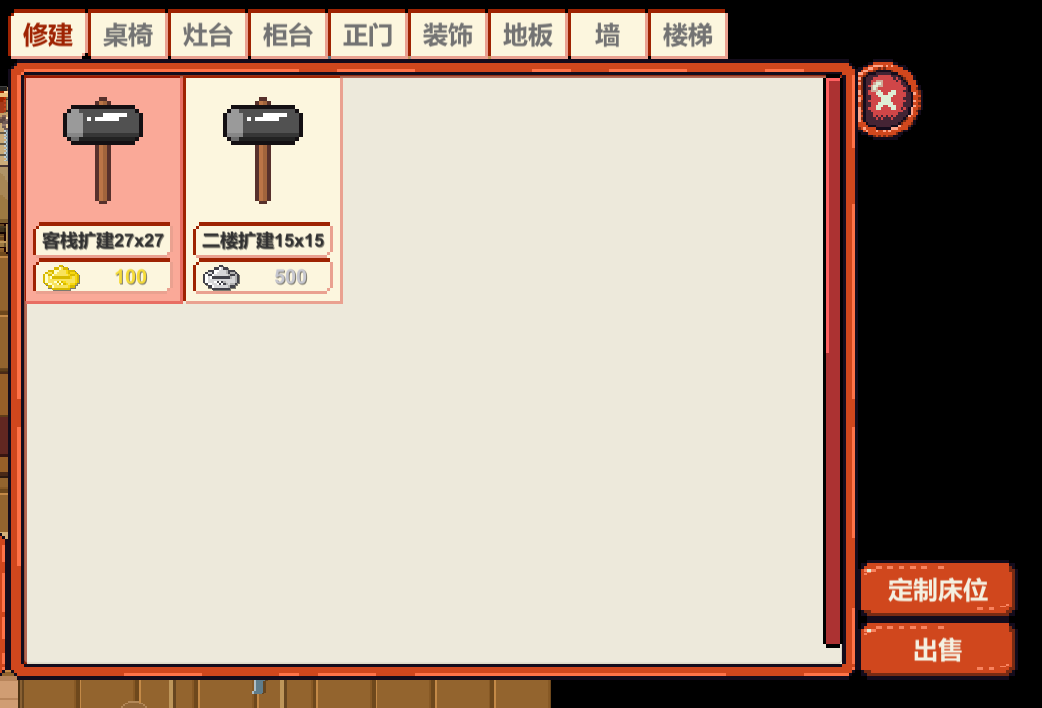 修建 桌椅 灶台 柜台 正门 装饰 地板 墙 楼梯
客栈扩建27x27 二楼扩建15x15
100 500
定制床位
出售